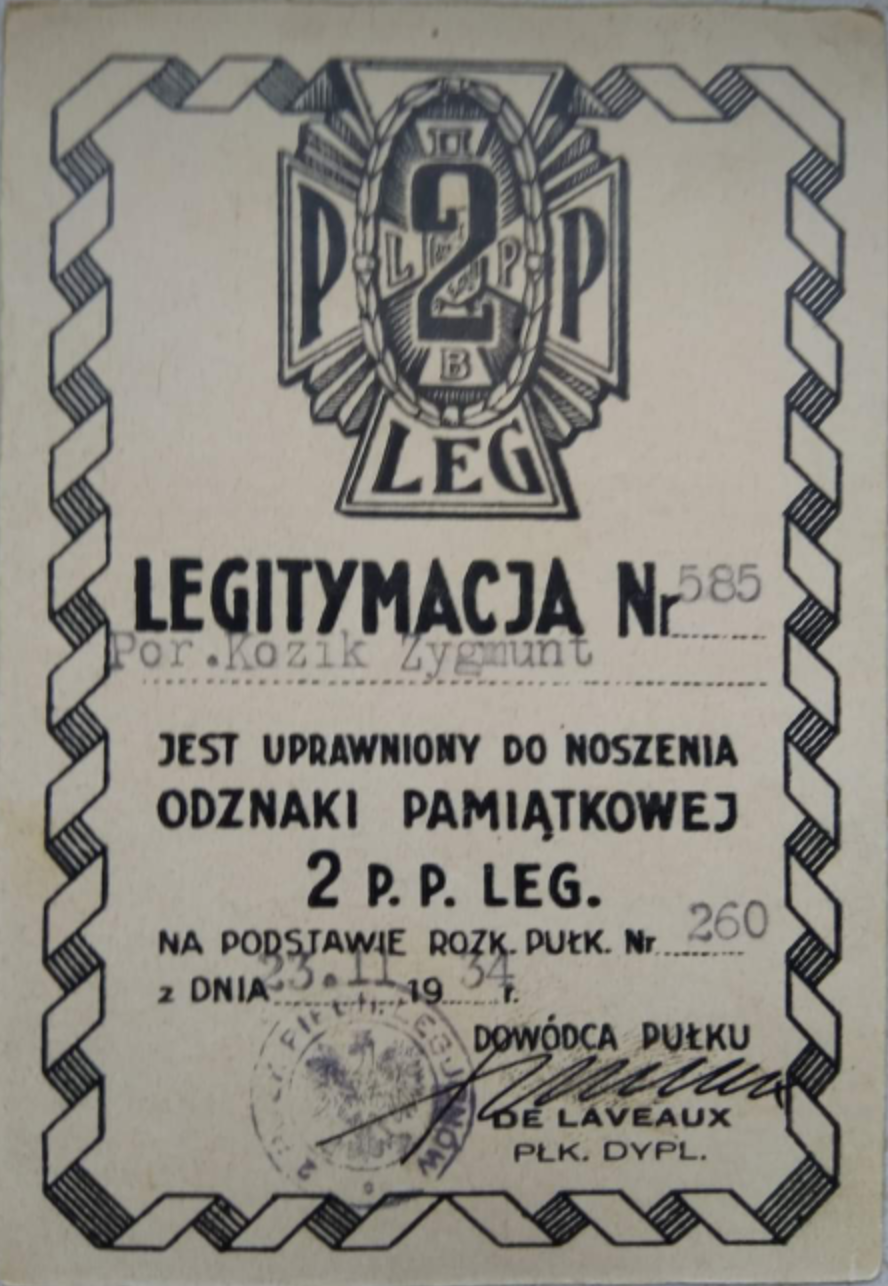 II
P 2 P
L P
B
LEG
LEGITYMACJA Nr 585
Por.Kozik Zygmunt
JEST UPRAWNIONY DO NOSZENIA
ODZNAKI PAMIĄTKOWEJ
2 P. P. LEG.
NA PODSTAWIE ROZK. PUŁK. Nr 260
z DNIA 23.11 1934 r.
DOWÓDCA PUŁKU
DE LAVEAUX
PŁK. DYPL.